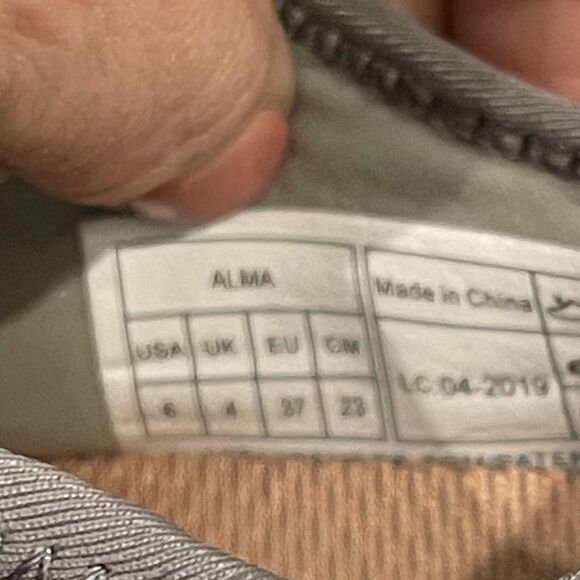 ALMA
USA UK EU CM
6 4 37 23
Made in China
LC:04-2019